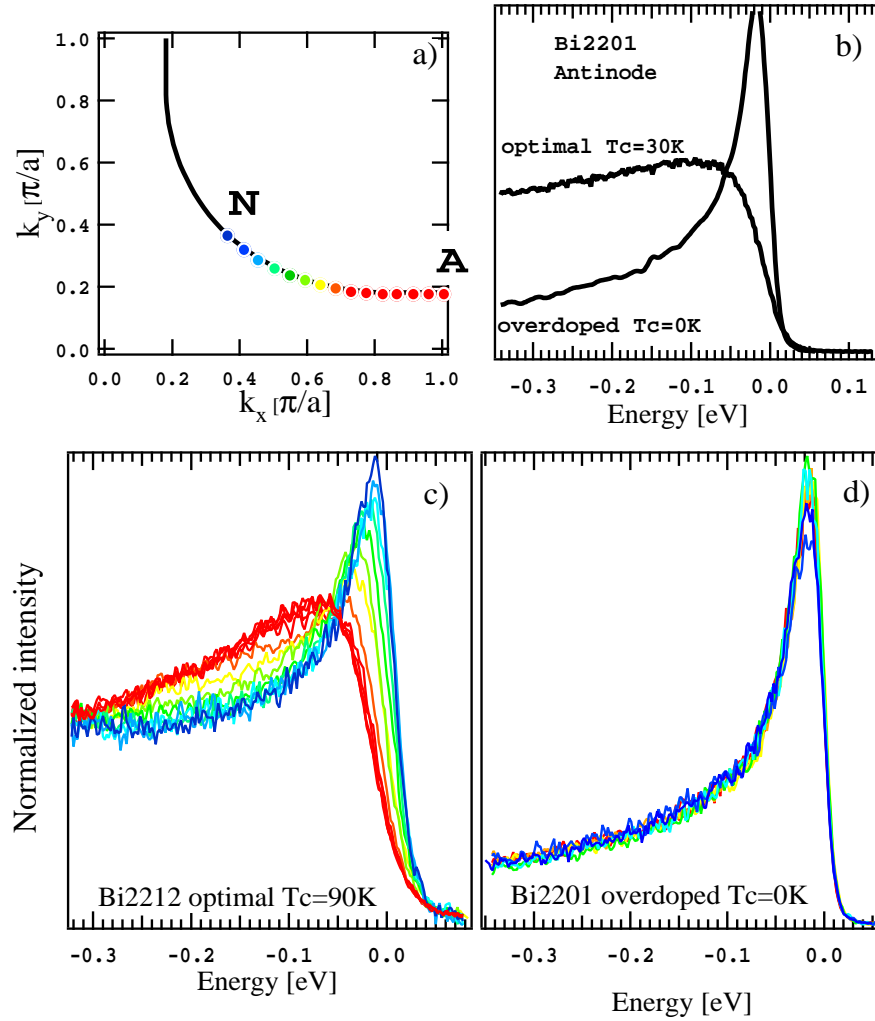 a)
1.0
0.8
0.6
0.4
0.2
0.0
k_y [π/a]
N
A
0.0 0.2 0.4 0.6 0.8 1.0
k_x [π/a]
b)
Bi2201
Antinode
optimal Tc=30K
overdoped Tc=0K
-0.3 -0.2 -0.1 0.0 0.1
Energy [eV]
Normalized intensity
c)
Bi2212 optimal Tc=90K
-0.3 -0.2 -0.1 0.0
Energy [eV]
d)
Bi2201 overdoped Tc=0K
-0.3 -0.2 -0.1 0.0
Energy [eV]